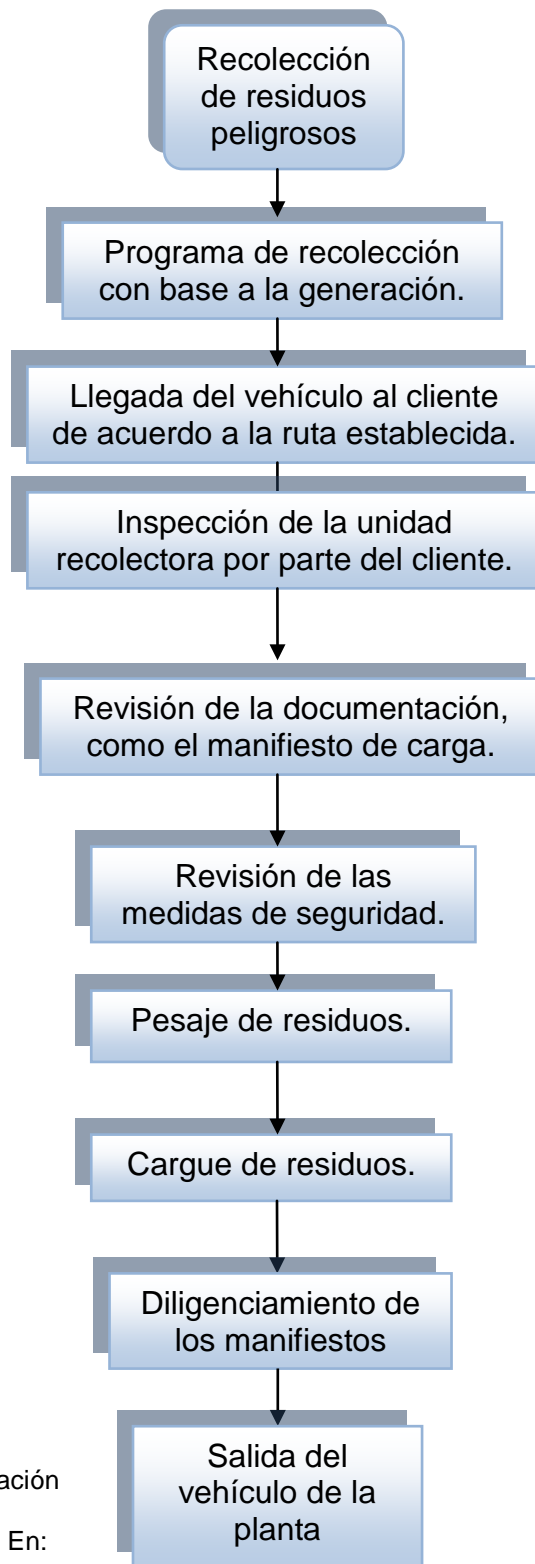 Recolección
de residuos
peligrosos
Programa de recolección
con base a la generación.
Llegada del vehículo al cliente
de acuerdo a la ruta establecida.
Inspección de la unidad
recolectora por parte del cliente.
Revisión de la documentación,
como el manifiesto de carga.
Revisión de las
medidas de seguridad.
Pesaje de residuos.
Cargue de residuos.
Diligenciamiento de
los manifiestos
Salida del
vehículo de la
planta
ación
En: